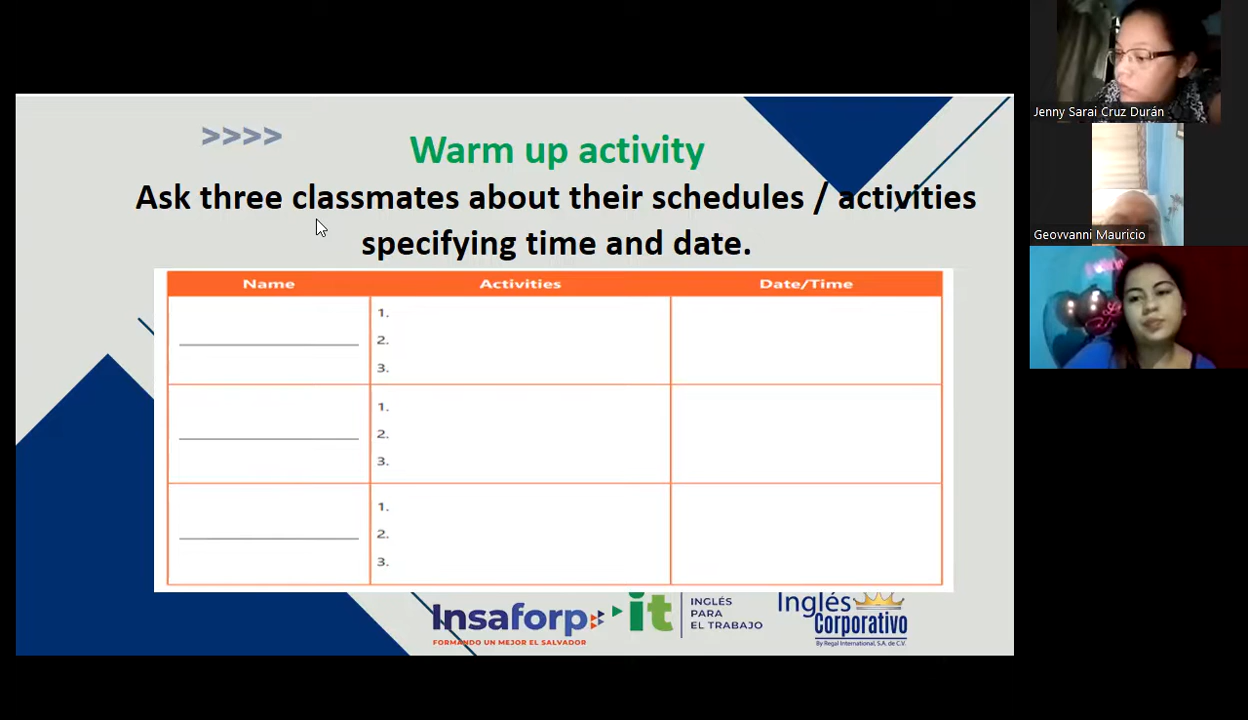 >>>>
Warm up activity
Ask three classmates about their schedules / activities
specifying time and date.
Name Activities Date/Time
1.
2.
3.
1.
2.
3.
1.
2.
3.
Insaforp
FORMANDO UN MEJOR EL SALVADOR
it
INGLÉS
PARA
EL TRABAJO
Inglés
Corporativo
By Regal International, S.A. de C.V.
Jenny Sarai Cruz Durán
Geovvanni Mauricio